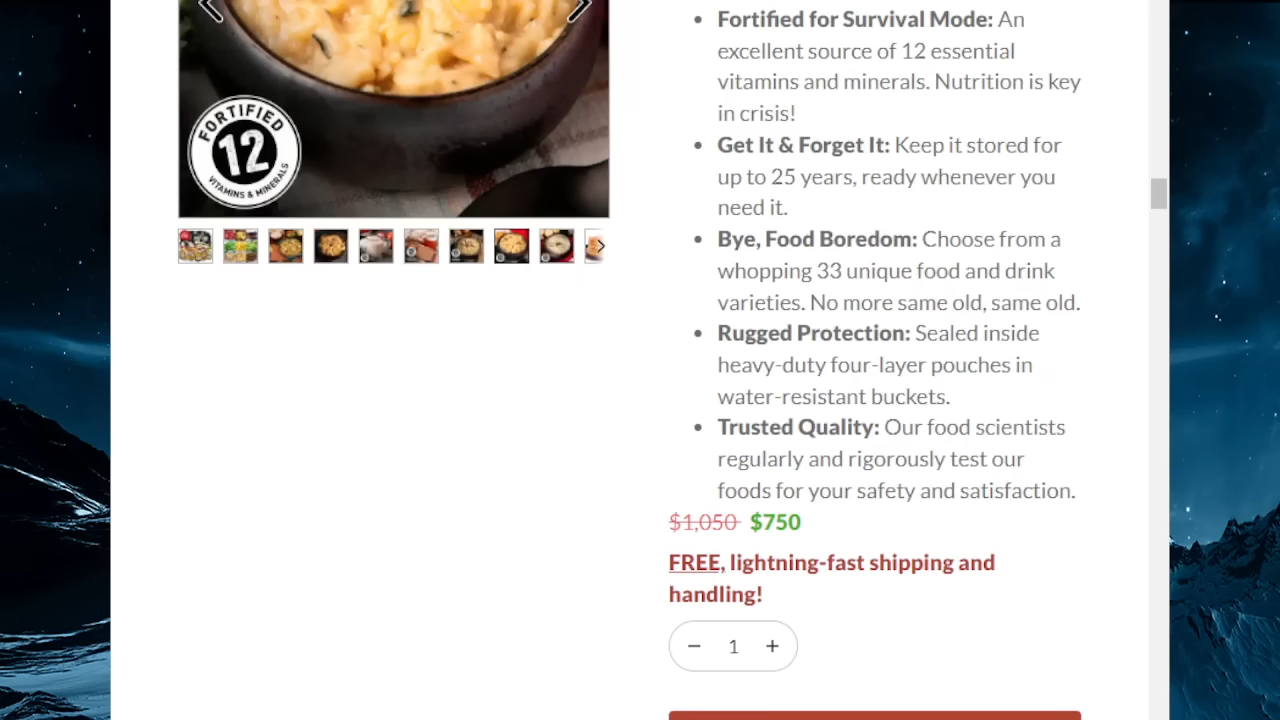 FORTIFIED
12
VITAMINS & MINERALS
• Fortified for Survival Mode: An
excellent source of 12 essential
vitamins and minerals. Nutrition is key
in crisis!
• Get It & Forget It: Keep it stored for
up to 25 years, ready whenever you
need it.
• Bye, Food Boredom: Choose from a
whopping 33 unique food and drink
varieties. No more same old, same old.
• Rugged Protection: Sealed inside
heavy-duty four-layer pouches in
water-resistant buckets.
• Trusted Quality: Our food scientists
regularly and rigorously test our
foods for your safety and satisfaction.
$1,050 $750
FREE, lightning-fast shipping and
handling!
− 1 +